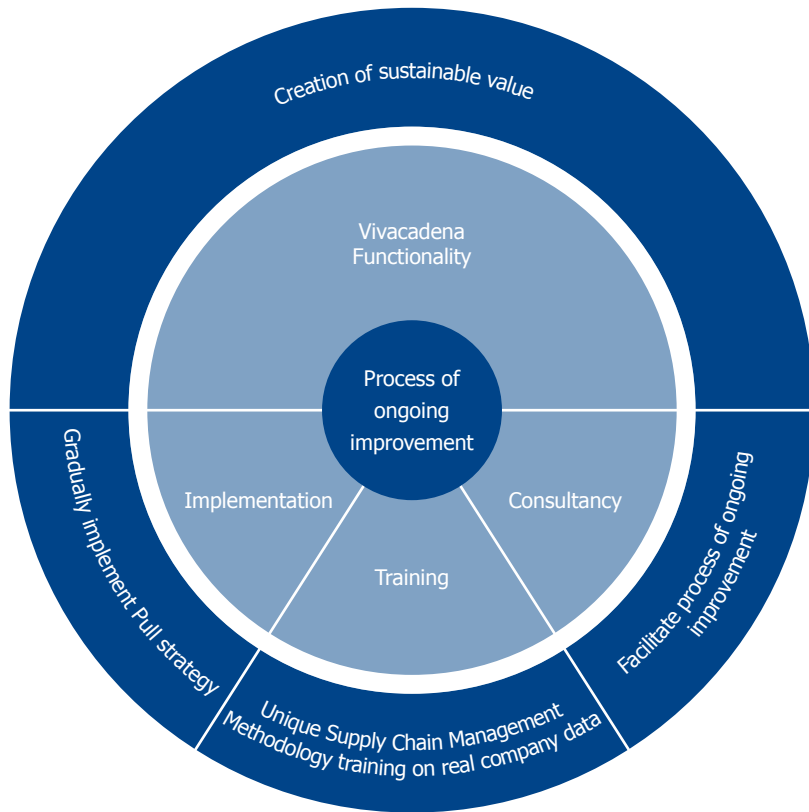 Creation of sustainable value
Vivacadena
Functionality
Process of
ongoing
improvement
Implementation
Consultancy
Training
Gradually implement Pull strategy
Unique Supply Chain Management
Methodology training on real company data
Facilitate process of ongoing
improvement